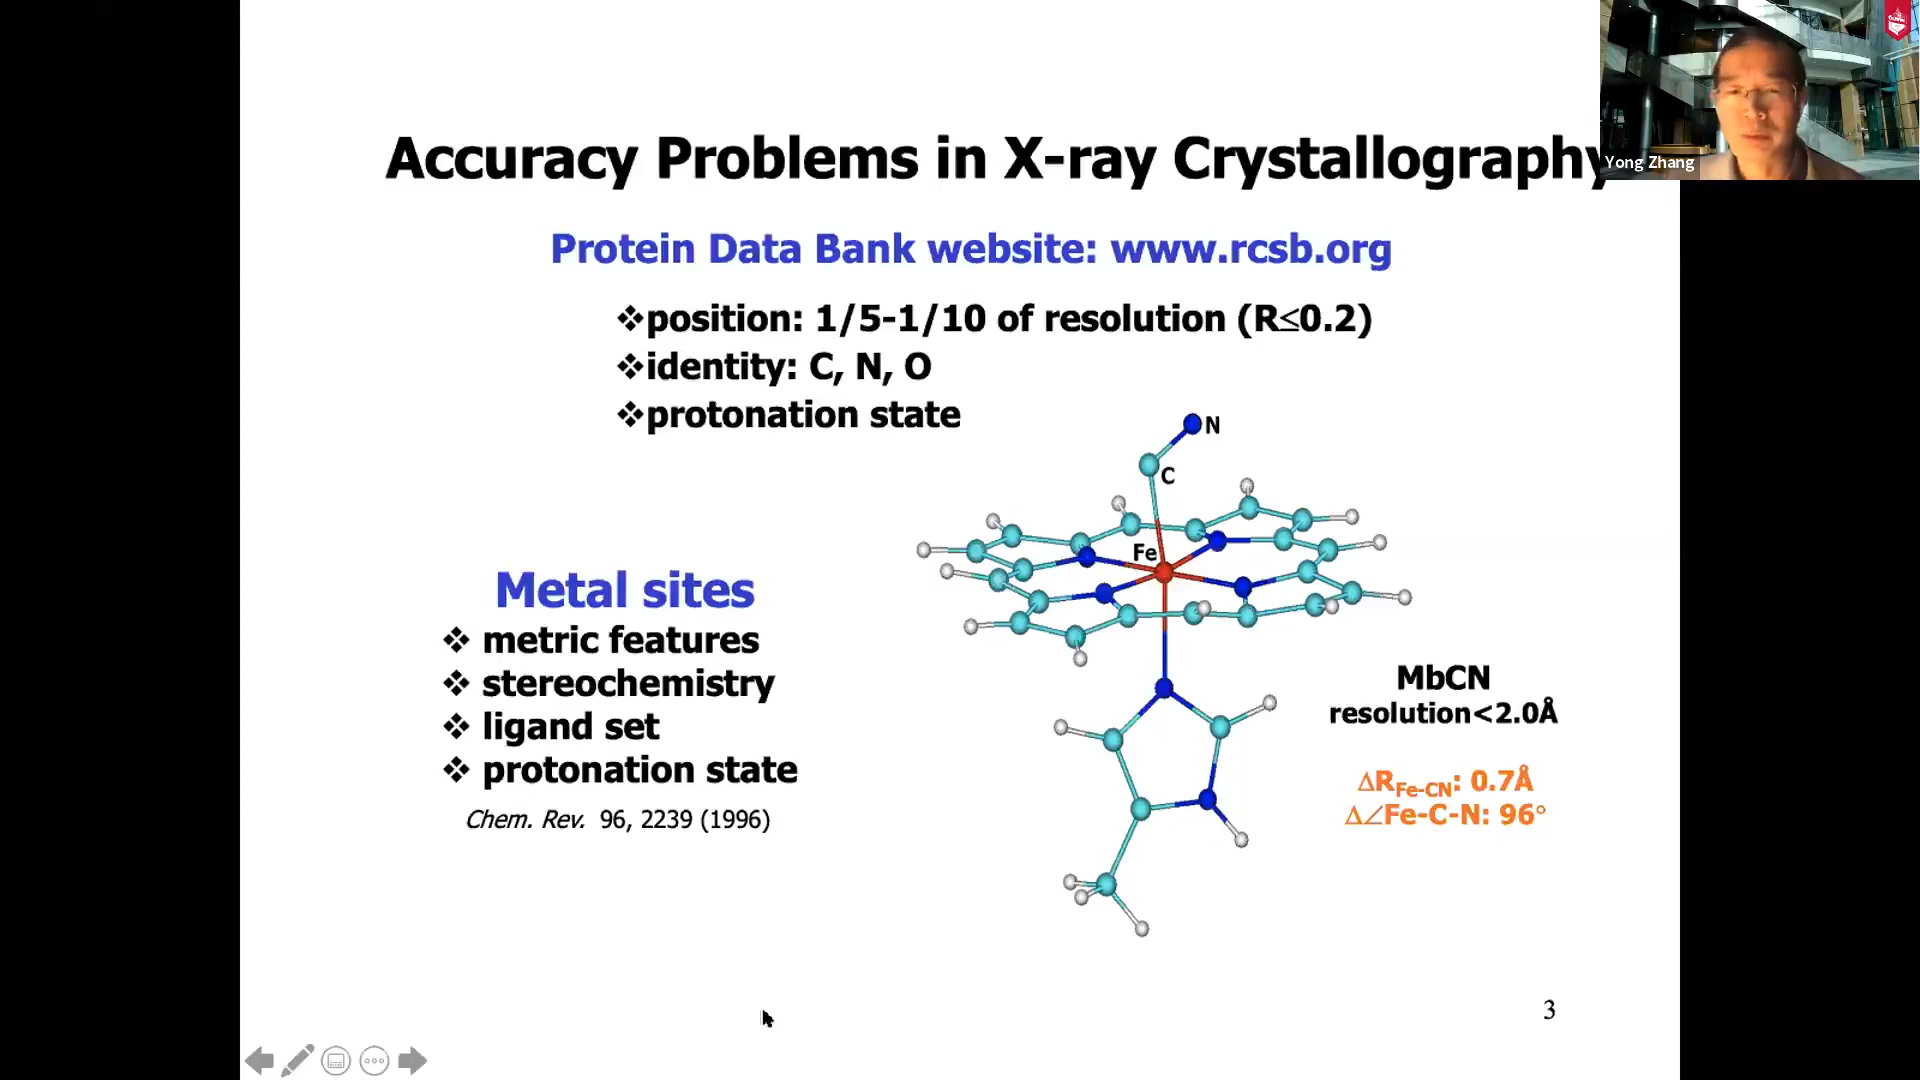 Accuracy Problems in X-ray Crystallography
Yong Zhang
Protein Data Bank website: www.rcsb.org
❖position: 1/5-1/10 of resolution (R≤0.2)
❖identity: C, N, O
❖protonation state
N
C
Fe
Metal sites
❖ metric features
❖ stereochemistry
❖ ligand set
❖ protonation state
Chem. Rev. 96, 2239 (1996)
MbCN
resolution<2.0Å
ΔRFe-CN: 0.7Å
Δ∠Fe-C-N: 96°
3